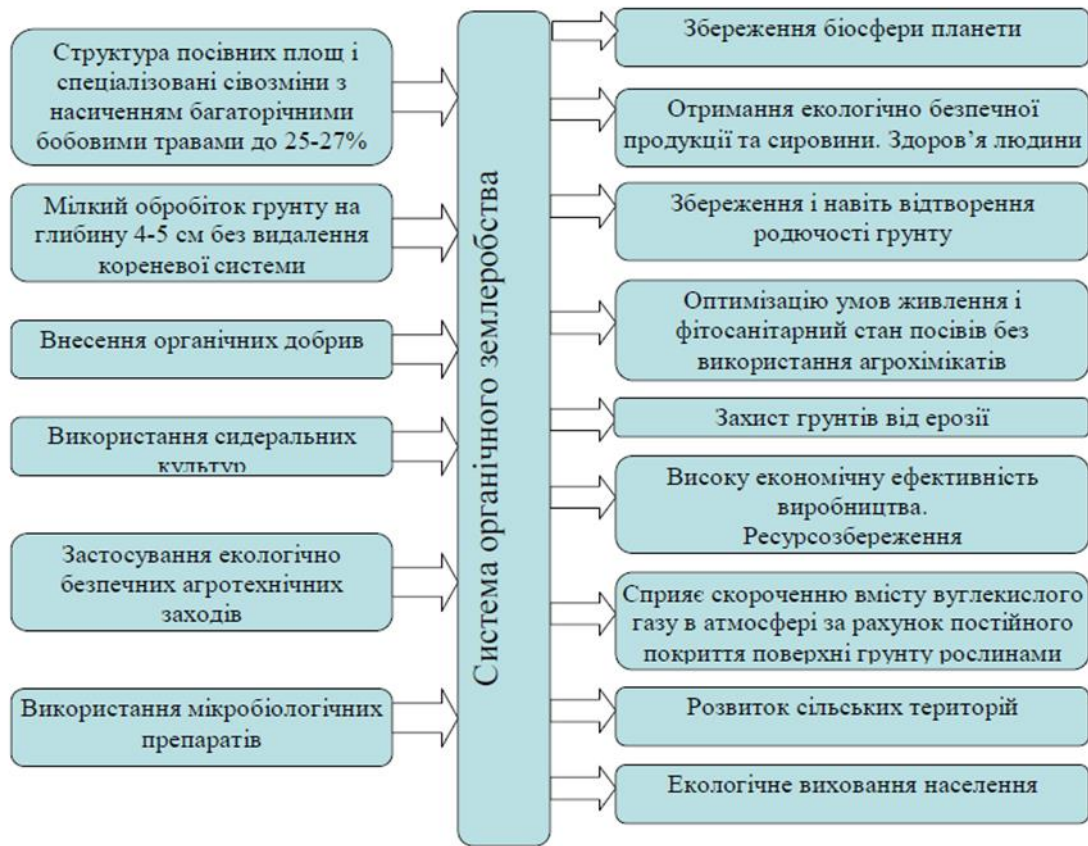 Структура посівних площ і
спеціалізовані сівозміни з
насиченням багаторічними
бобовими травами до 25-27%
Мілкий обробіток грунту на
глибину 4-5 см без видалення
кореневої системи
Внесення органічних добрив
Використання сидеральних
культур
Застосування екологічно
безпечних агротехнічних
заходів
Використання мікробіологічних
препаратів
Система органічного землеробства
Збереження біосфери планети
Отримання екологічно безпечної
продукції та сировини. Здоров’я людини
Збереження і навіть відтворення
родючості грунту
Оптимізацію умов живлення і
фітосанітарний стан посівів без
використання агрохімікатів
Захист грунтів від ерозії
Високу економічну ефективність
виробництва.
Ресурсозбереження
Сприяє скороченню вмісту вуглекислого
газу в атмосфері за рахунок постійного
покриття поверхні грунту рослинами
Розвиток сільських територій
Екологічне виховання населення